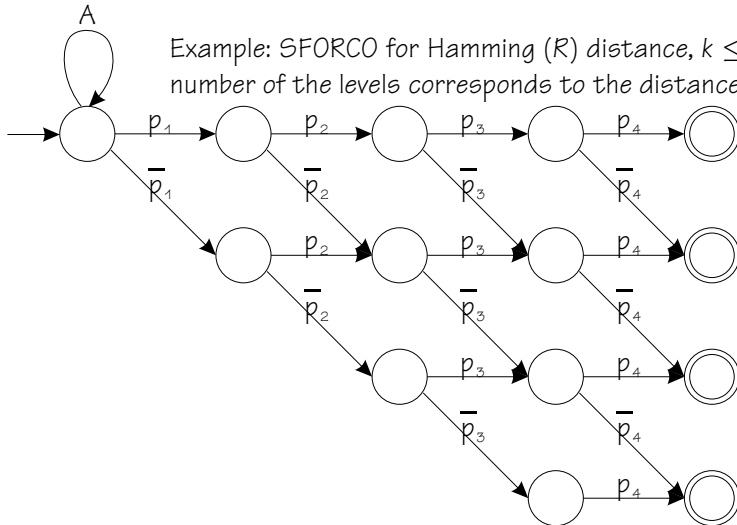 A
Example: SFORCO for Hamming (R) distance, k ≤
number of the levels corresponds to the distance
p₁ p₂ p₃ p₄
p̅₁ p̅₂ p̅₃ p̅₄
p₂ p₃ p₄
p̅₂ p̅₃ p̅₄
p₃ p₄
p̅₃ p̅₄
p₄